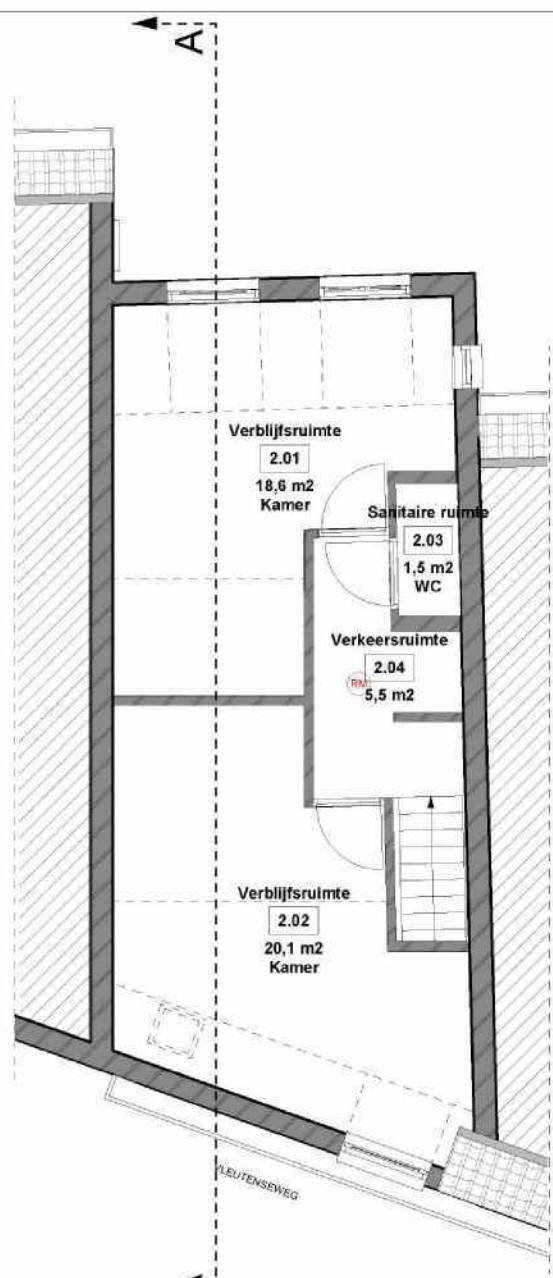 A
Verblijfsruimte
2.01
18,6 m2
Kamer
Sanitaire ruimte
2.03
1,5 m2
WC
Verkeersruimte
2.04
RM
5,5 m2
Verblijfsruimte
2.02
20,1 m2
Kamer
VLEUTENSEWEG